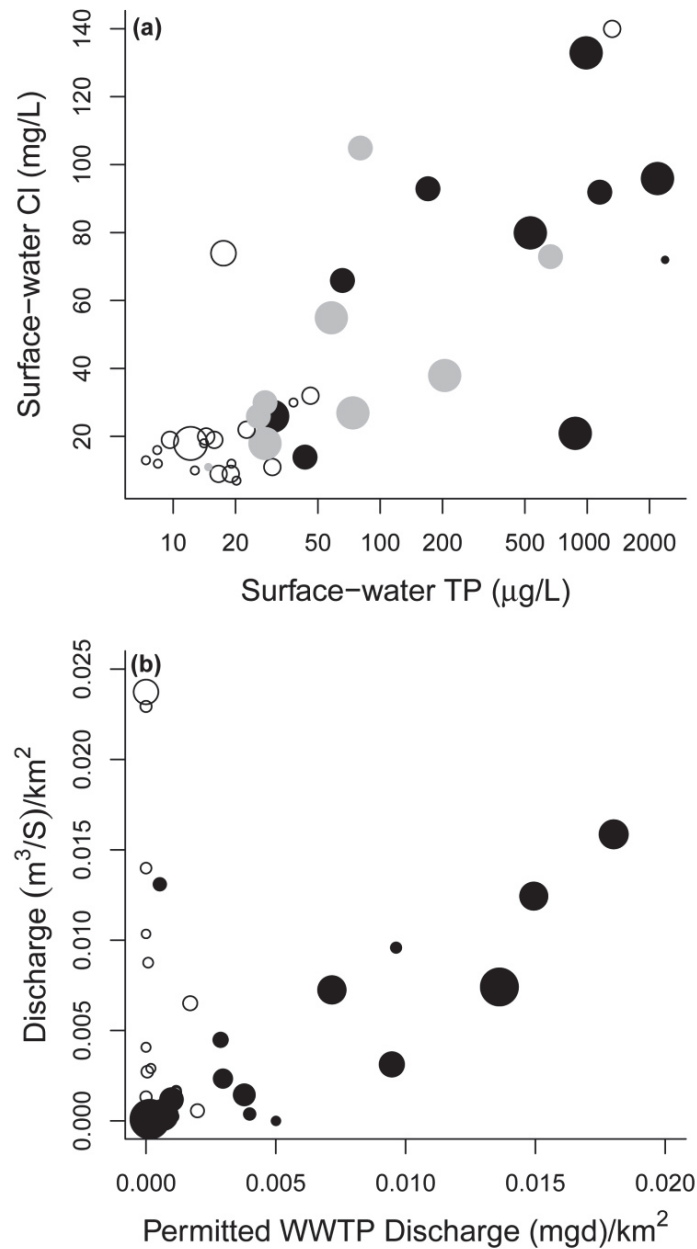 (a)
Surface−water Cl (mg/L)
140
120
100
80
60
40
20
10 20 50 100 200 500 1000 2000
Surface−water TP (μg/L)
(b)
Discharge (m³/S)/km²
0.025
0.020
0.015
0.010
0.005
0.000
0.000 0.005 0.010 0.015 0.020
Permitted WWTP Discharge (mgd)/km²